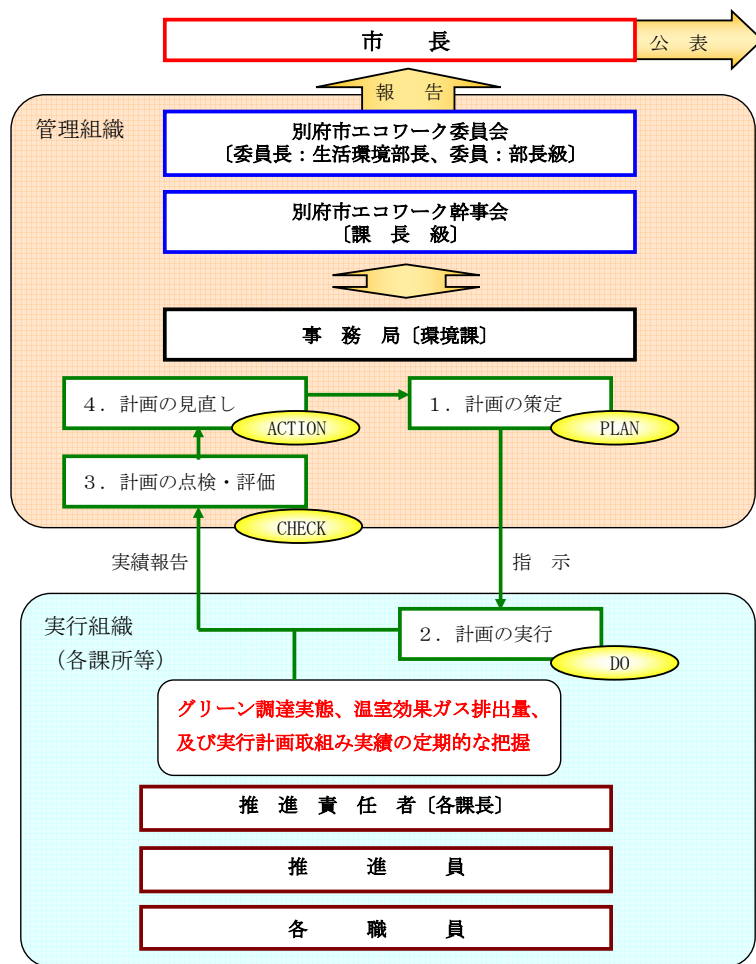 市　長
公　表
報　告
管理組織
別府市エコワーク委員会
〔委員長：生活環境部長、委員：部長級〕
別府市エコワーク幹事会
〔課　長　級〕
事　務　局〔環境課〕
４．計画の見直し
ACTION
１．計画の策定
PLAN
３．計画の点検・評価
CHECK
実績報告
指　示
実行組織
（各課所等）
２．計画の実行
DO
グリーン調達実態、温室効果ガス排出量、
及び実行計画取組み実績の定期的な把握
推　進　責　任　者〔各課長〕
推　進　員
各　職　員